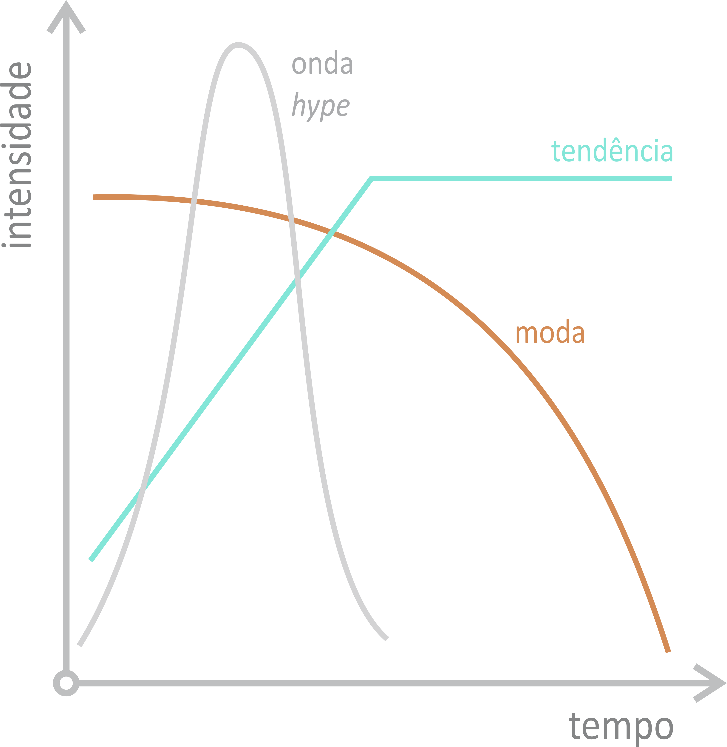 intensidade
onda
hype
tendência
moda
tempo